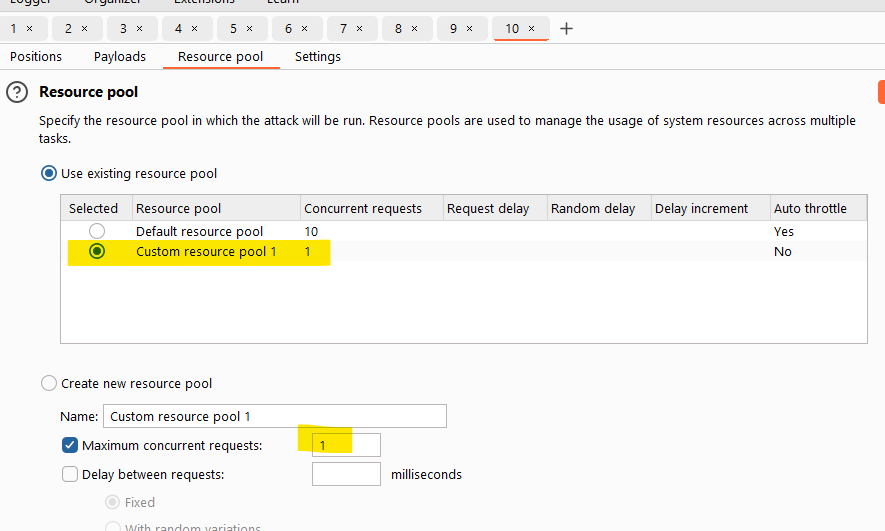 Logger Organizer Extensions Learn
1 × 2 × 3 × 4 × 5 × 6 × 7 × 8 × 9 × 10 × +
Positions Payloads Resource pool Settings
? Resource pool
Specify the resource pool in which the attack will be run. Resource pools are used to manage the usage of system resources across multiple
tasks.
Use existing resource pool
Selected Resource pool Concurrent requests Request delay Random delay Delay increment Auto throttle
Default resource pool 10 Yes
Custom resource pool 1 1 No
Create new resource pool
Name: Custom resource pool 1
Maximum concurrent requests: 1
Delay between requests: milliseconds
Fixed
With random variations